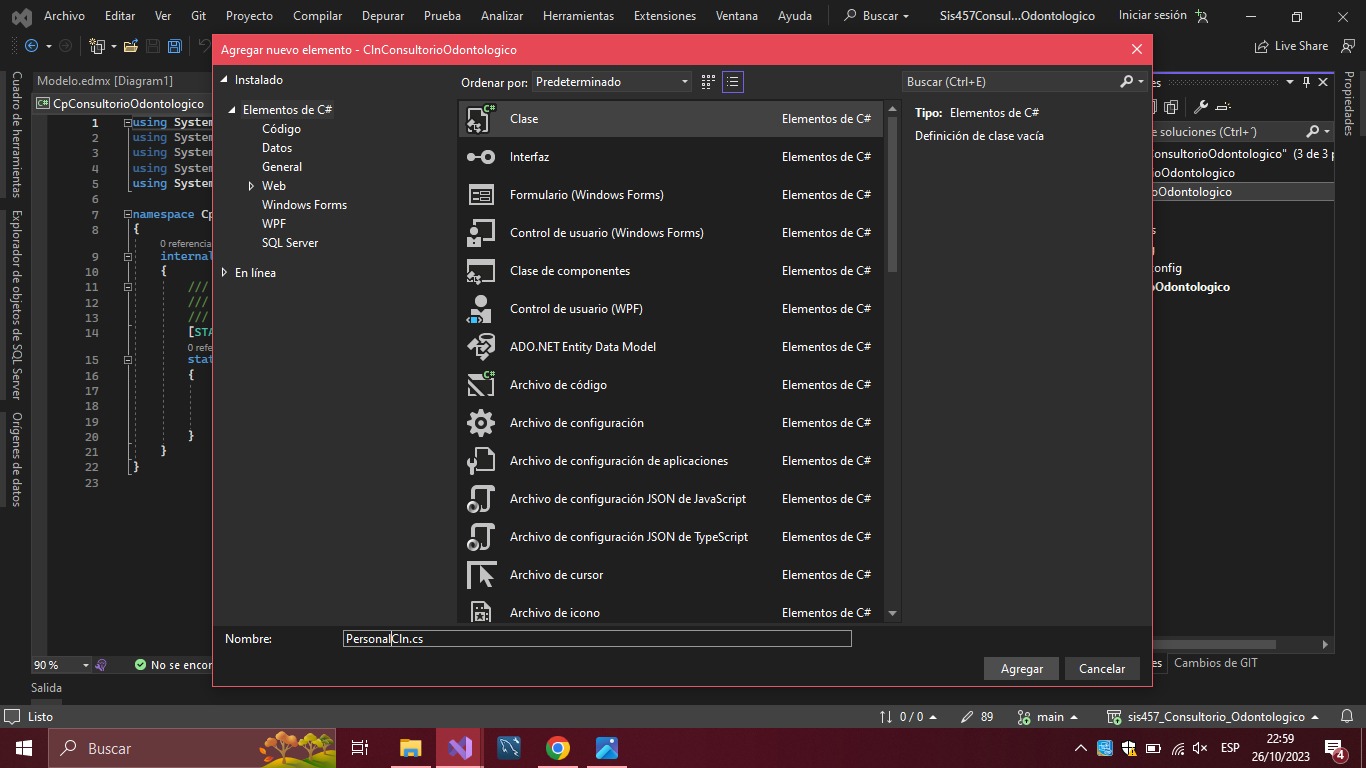 Archivo Editar Ver Git Proyecto Compilar Depurar Prueba Analizar Herramientas Extensiones Ventana Ayuda Buscar Sis457Consul...Odontologico Iniciar sesión
Live Share
Agregar nuevo elemento - ClnConsultorioOdontologico
Modelo.edmx [Diagram1]
CpConsultorioOdontologico
Cuadro de herramientas
Explorador de objetos de SQL Server
Orígenes de datos
1 using System
2 using System
3 using System
4 using System
5 using System
6
7 namespace Cp
8 {
0 referencia
9 internal
10 {
11 ///
12 ///
13 ///
14 [STA
0 refe
15 stat
16 {
17
18
19
20 }
21 }
22 }
23
90 %
No se encor
Salida
Instalado
Elementos de C#
Código
Datos
General
Web
Windows Forms
WPF
SQL Server
En línea
Ordenar por: Predeterminado
Buscar (Ctrl+E)
Clase Elementos de C#
Interfaz Elementos de C#
Formulario (Windows Forms) Elementos de C#
Control de usuario (Windows Forms) Elementos de C#
Clase de componentes Elementos de C#
Control de usuario (WPF) Elementos de C#
ADO.NET Entity Data Model Elementos de C#
Archivo de código Elementos de C#
Archivo de configuración Elementos de C#
Archivo de configuración de aplicaciones Elementos de C#
Archivo de configuración JSON de JavaScript Elementos de C#
Archivo de configuración JSON de TypeScript Elementos de C#
Archivo de cursor Elementos de C#
Archivo de icono Elementos de C#
Tipo: Elementos de C#
Definición de clase vacía
Nombre: PersonalCln.cs
Agregar Cancelar
es
e soluciones (Ctrl+´)
onsultorioOdontologico" (3 de 3 p
ioOdontologico
oOdontologico
s
g
onfig
oOdontologico
es Cambios de GIT
Propiedades
Listo 0 / 0 89 main sis457_Consultorio_Odontologico
Buscar
ESP
22:59
26/10/2023
4